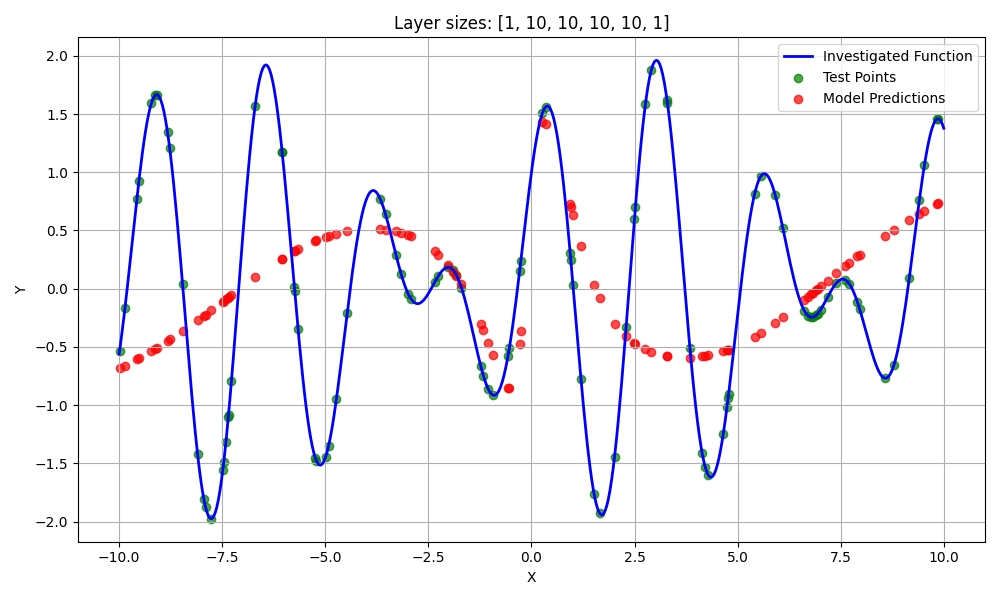 Layer sizes: [1, 10, 10, 10, 10, 1]
Investigated Function
Test Points
Model Predictions
Y
2.0
1.5
1.0
0.5
0.0
−0.5
−1.0
−1.5
−2.0
−10.0 −7.5 −5.0 −2.5 0.0 2.5 5.0 7.5 10.0
X